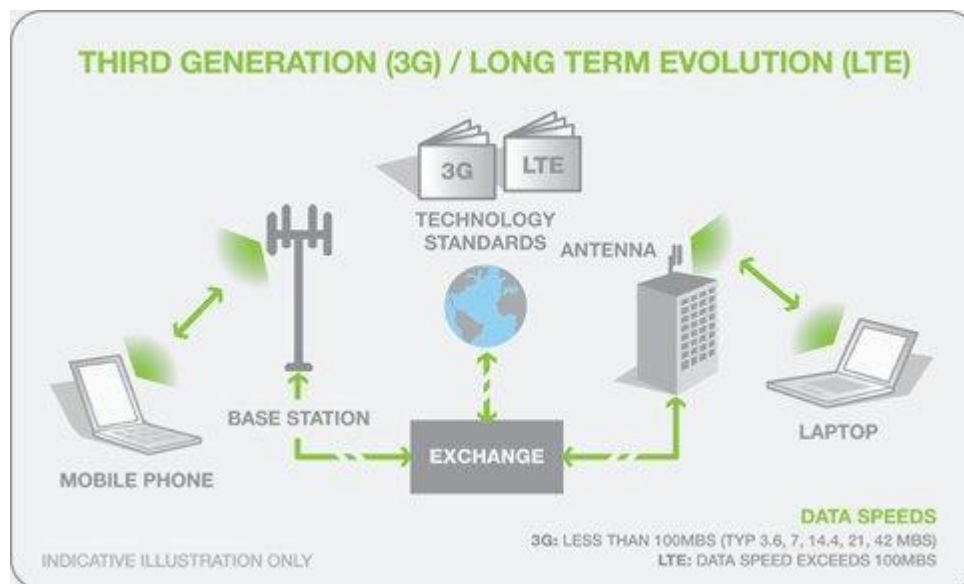 THIRD GENERATION (3G) / LONG TERM EVOLUTION (LTE)
3G
LTE
TECHNOLOGY
STANDARDS
ANTENNA
BASE STATION
MOBILE PHONE
EXCHANGE
LAPTOP
DATA SPEEDS
3G: LESS THAN 100MBS (TYP 3.6, 7, 14.4, 21, 42 MBS)
LTE: DATA SPEED EXCEEDS 100MBS
INDICATIVE ILLUSTRATION ONLY